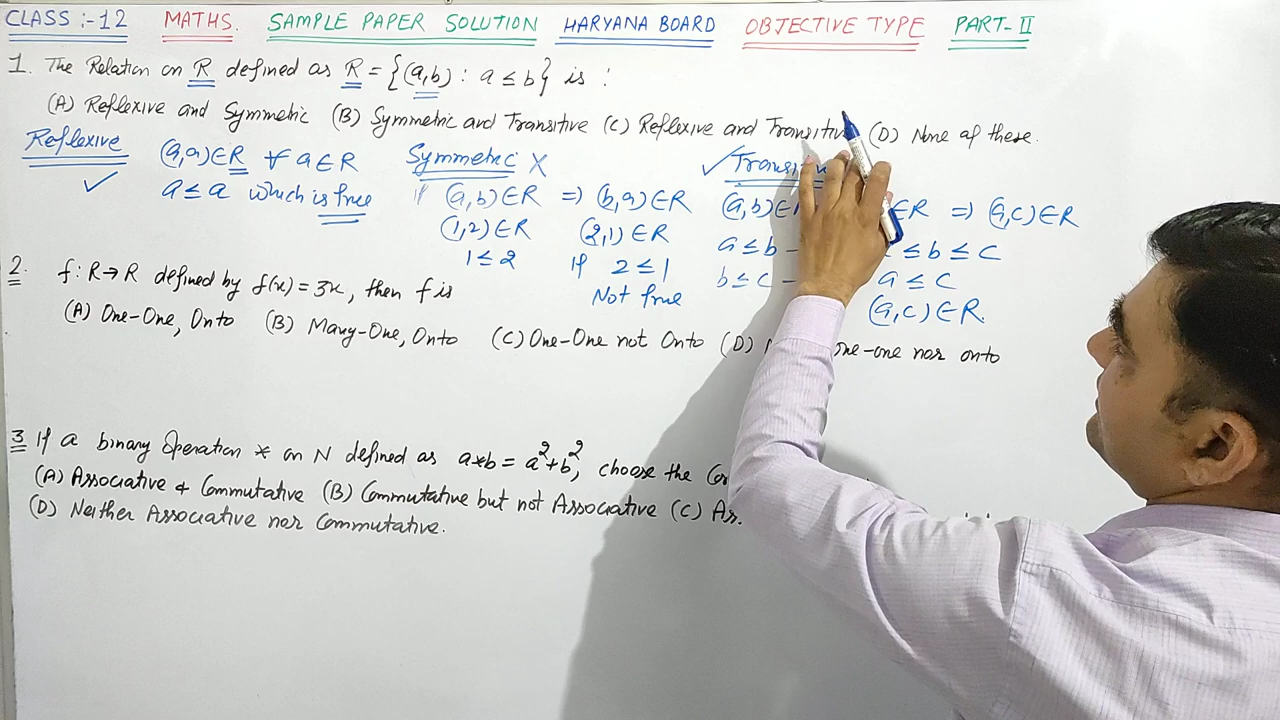 CLASS :- 12 MATHS. SAMPLE PAPER SOLUTION HARYANA BOARD OBJECTIVE TYPE PART-II
1. The Relation on R defined as R = {(a,b) : a ≤ b} is :
(A) Reflexive and Symmetric (B) Symmetric and Transitive (C) Reflexive and Transitive (D) None of these.
Reflexive (a,a) ∈ R ∀ a ∈ R
✓ a ≤ a which is true
Symmetric X
if (a,b) ∈ R => (b,a) ∈ R
(1,2) ∈ R (2,1) ∈ R
1 ≤ 2 if 2 ≤ 1
Not true
✓
(a,b) ∈ ∈ R => (a,c) ∈ R
a ≤ b - ≤ b ≤ c
b ≤ c - a ≤ c
(a,c) ∈ R.
2. f : R → R defined by f(x) = 3x, then f is
(A) One-One, Onto (B) Many-One, Onto (C) One-One not Onto (D) one-one nor onto
3 If a binary operation * on N defined as a*b = a²+b², choose the
(A) Associative & Commutative (B) Commutative but not Associative (C)
(D) Neither Associative nor Commutative.